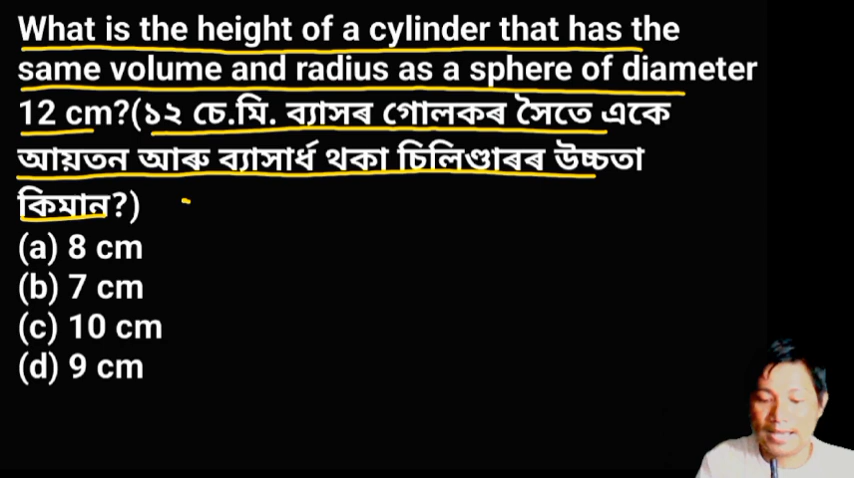 What is the height of a cylinder that has the
same volume and radius as a sphere of diameter
12 cm?(১২ চে.মি. ব্যাসৰ গোলকৰ সৈতে একে
আয়তন আৰু ব্যাসাৰ্ধ থকা চিলিণ্ডাৰৰ উচ্চতা
কিমান?)
(a) 8 cm
(b) 7 cm
(c) 10 cm
(d) 9 cm